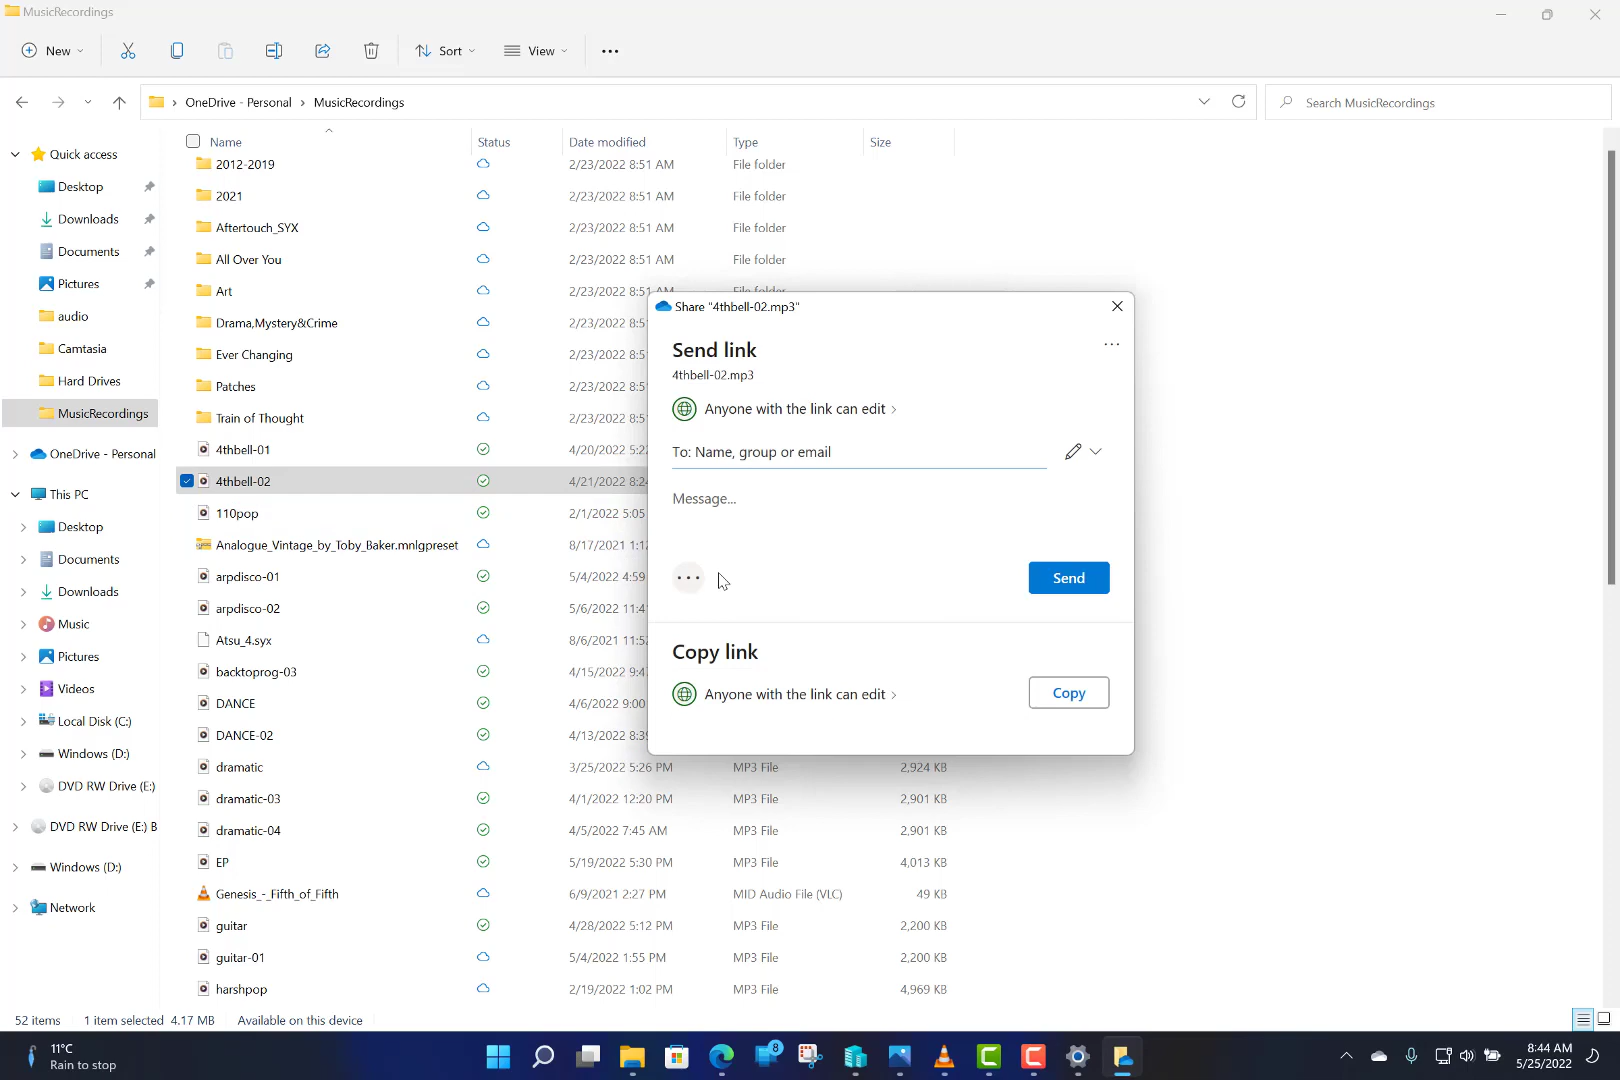 MusicRecordings
New
Sort
View
OneDrive - Personal > MusicRecordings
Search MusicRecordings
Name Status Date modified Type Size
Quick access
Desktop
Downloads
Documents
Pictures
audio
Camtasia
Hard Drives
MusicRecordings
OneDrive - Personal
This PC
Desktop
Documents
Downloads
Music
Pictures
Videos
Local Disk (C:)
Windows (D:)
DVD RW Drive (E:)
DVD RW Drive (E:) B
Windows (D:)
Network
2012-2019 2/23/2022 8:51 AM File folder
2021 2/23/2022 8:51 AM File folder
Aftertouch_SYX 2/23/2022 8:51 AM File folder
All Over You 2/23/2022 8:51 AM File folder
Art 2/23/2022 8:51 AM File folder
Drama,Mystery&Crime 2/23/2022 8:5
Ever Changing 2/23/2022 8:5
Patches 2/23/2022 8:5
Train of Thought 2/23/2022 8:5
4thbell-01 4/20/2022 5:2
4thbell-02 4/21/2022 8:2
110pop 2/1/2022 5:05
Analogue_Vintage_by_Toby_Baker.mnlgpreset 8/17/2021 1:1
arpdisco-01 5/4/2022 4:59
arpdisco-02 5/6/2022 11:4
Atsu_4.syx 8/6/2021 11:5
backtoprog-03 4/15/2022 9:4
DANCE 4/6/2022 9:00
DANCE-02 4/13/2022 8:3
dramatic 3/25/2022 5:26 PM MP3 File 2,924 KB
dramatic-03 4/1/2022 12:20 PM MP3 File 2,901 KB
dramatic-04 4/5/2022 7:45 AM MP3 File 2,901 KB
EP 5/19/2022 5:30 PM MP3 File 4,013 KB
Genesis_-_Fifth_of_Fifth 6/9/2021 2:27 PM MID Audio File (VLC) 49 KB
guitar 4/28/2022 5:12 PM MP3 File 2,200 KB
guitar-01 5/4/2022 1:55 PM MP3 File 2,200 KB
harshpop 2/19/2022 1:02 PM MP3 File 4,969 KB
Share "4thbell-02.mp3"
Send link
4thbell-02.mp3
Anyone with the link can edit >
To: Name, group or email
Message...
Send
Copy link
Anyone with the link can edit >
Copy
52 items 1 item selected 4.17 MB Available on this device
11°C
Rain to stop
8
8:44 AM
5/25/2022